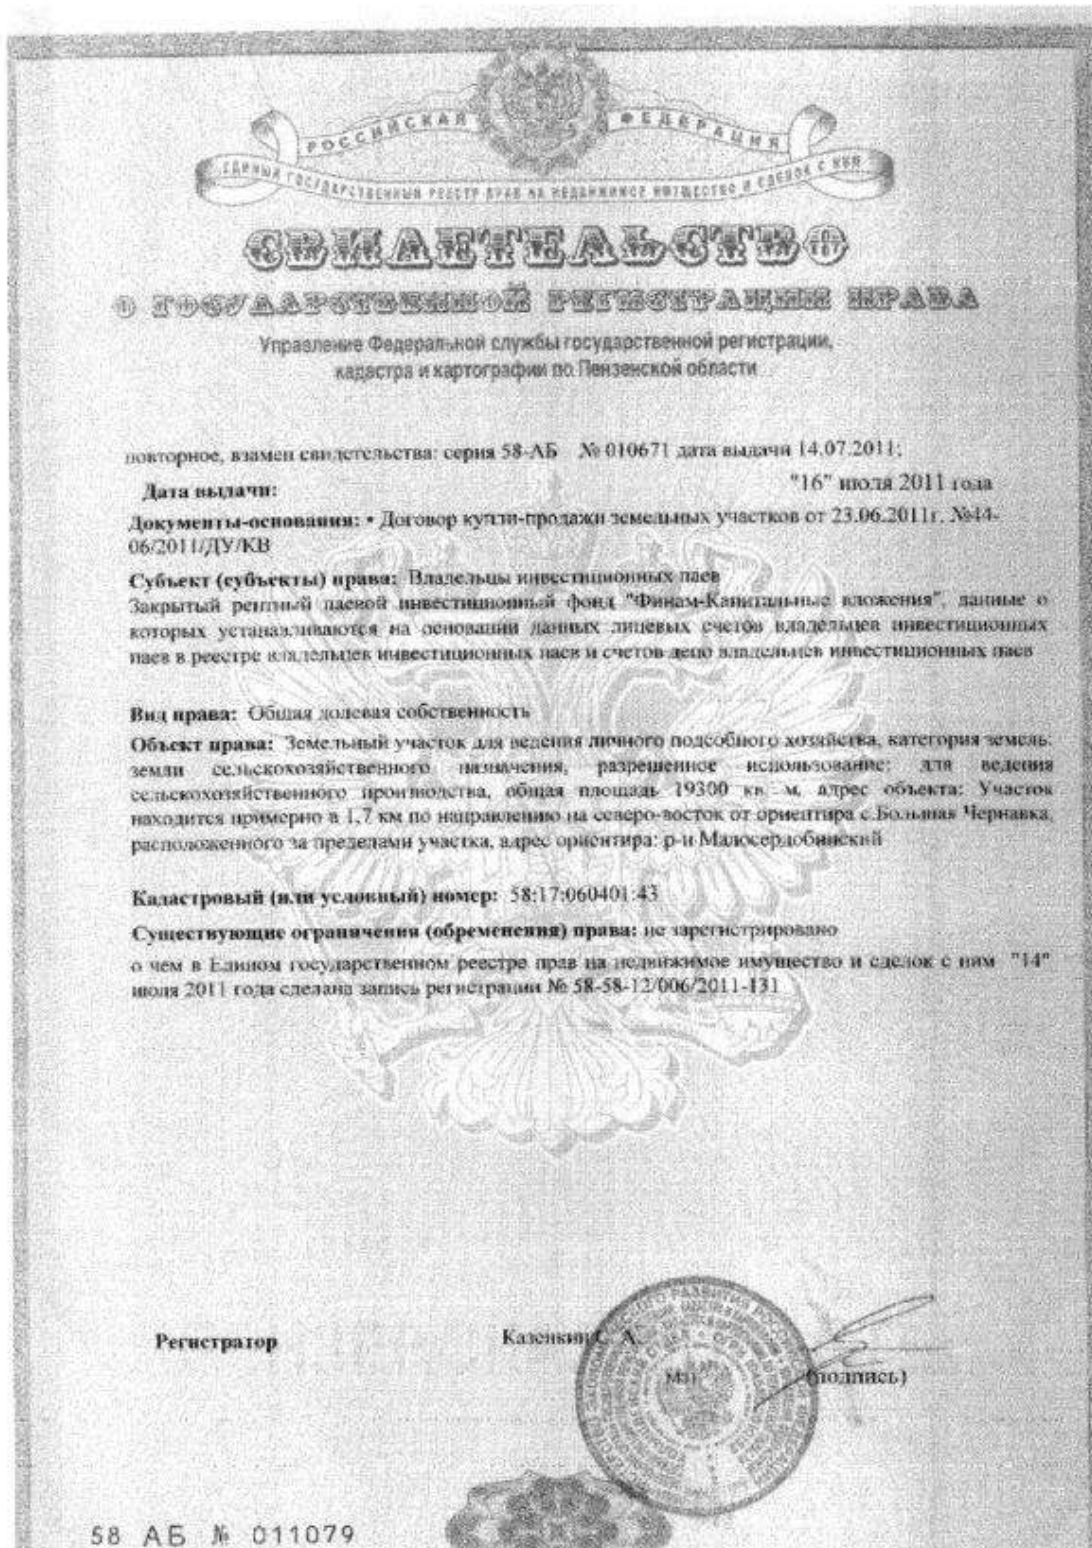 РОССИЙСКАЯ ФЕДЕРАЦИЯ
ЕДИНЫЙ ГОСУДАРСТВЕННЫЙ РЕЕСТР ПРАВ НА НЕДВИЖИМОЕ ИМУЩЕСТВО И СДЕЛОК С НИМ
СВИДЕТЕЛЬСТВО
О ГОСУДАРСТВЕННОЙ РЕГИСТРАЦИИ ПРАВА
Управление Федеральной службы государственной регистрации,
кадастра и картографии по Пензенской области
повторное, взамен свидетельства: серия 58-АБ № 010671 дата выдачи 14.07.2011;
Дата выдачи: "16" июля 2011 года
Документы-основания: • Договор купли-продажи земельных участков от 23.06.2011г. №44-
06/2011/ДУ/КВ
Субъект (субъекты) права: Владельцы инвестиционных паев
Закрытый рентный паевой инвестиционный фонд "Финам-Капитальные вложения", данные о
которых устанавливаются на основании данных лицевых счетов владельцев инвестиционных
паев в реестре владельцев инвестиционных паев и счетов депо владельцев инвестиционных паев
Вид права: Общая долевая собственность
Объект права: Земельный участок для ведения личного подсобного хозяйства, категория земель:
земли сельскохозяйственного назначения, разрешенное использование: для ведения
сельскохозяйственного производства, общая площадь 19300 кв. м, адрес объекта: Участок
находится примерно в 1,7 км по направлению на северо-восток от ориентира с.Большая Чернавка,
расположенного за пределами участка, адрес ориентира: р-н Малосердобинский
Кадастровый (или условный) номер: 58:17:060401:43
Существующие ограничения (обременения) права: не зарегистрировано
о чем в Едином государственном реестре прав на недвижимое имущество и сделок с ним "14"
июля 2011 года сделана запись регистрации № 58-58-12/006/2011-131
Регистратор Казенкин С. А.
(подпись)
58 АБ № 011079